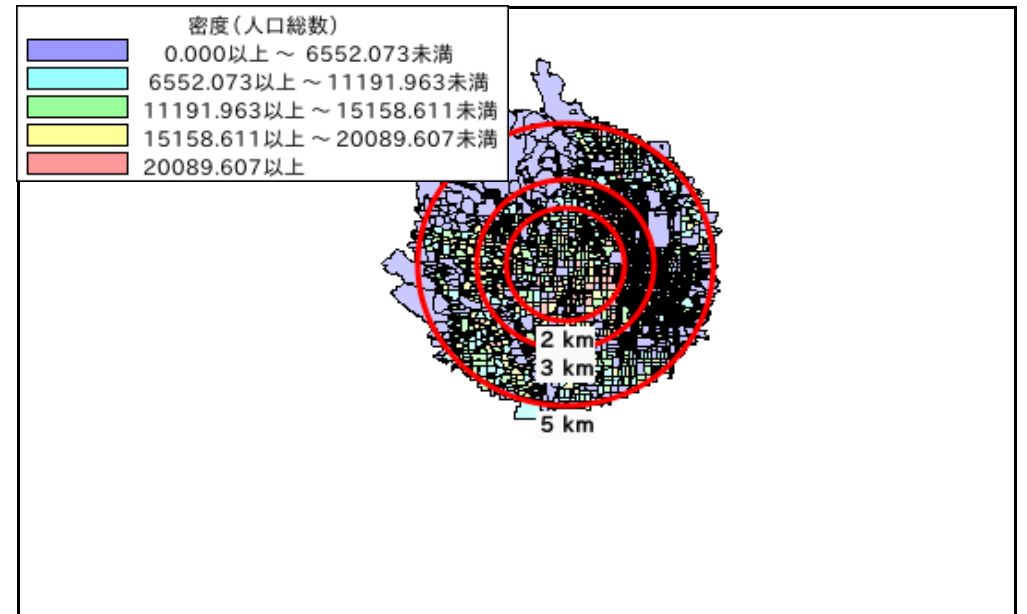 密度(人口総数)
0.000以上 ~ 6552.073未満
6552.073以上 ~ 11191.963未満
11191.963以上 ~ 15158.611未満
15158.611以上 ~ 20089.607未満
20089.607以上
2 km
3 km
5 km